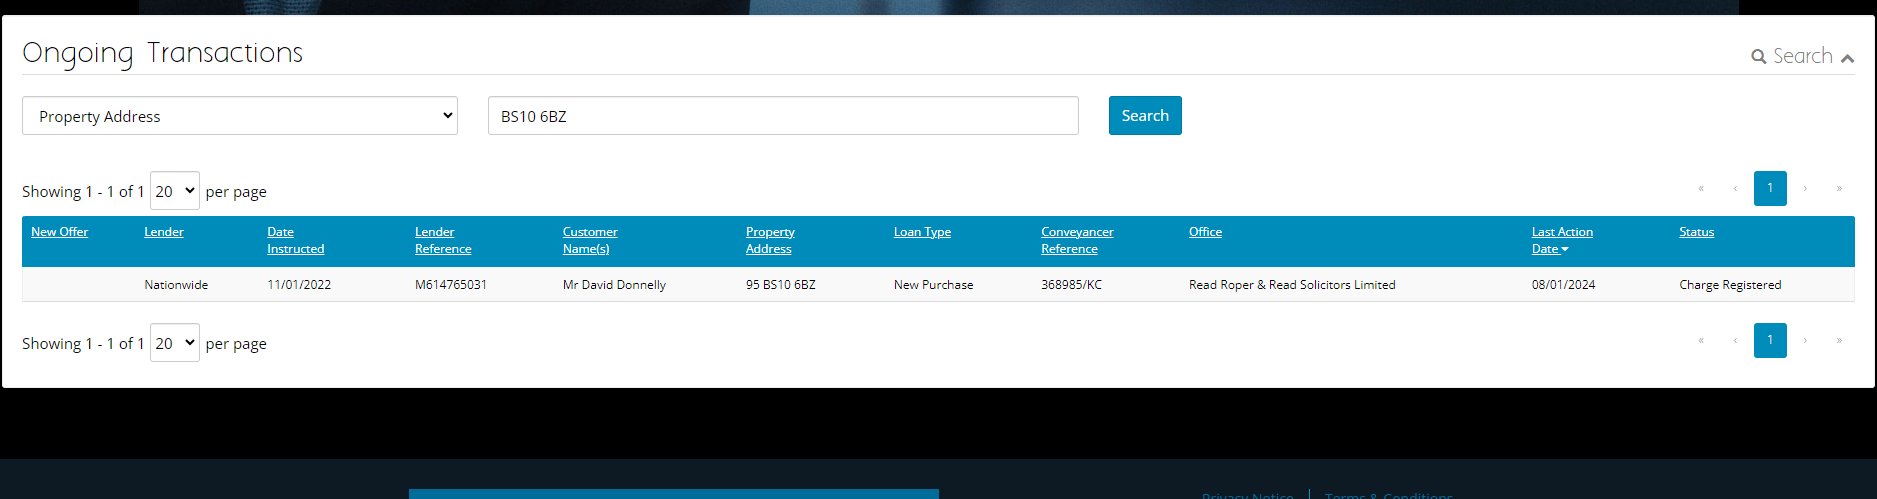 Ongoing Transactions
Search
Property Address
BS10 6BZ
Search
Showing 1 - 1 of 1 20 per page
« ‹ 1 › »
New Offer Lender Date Instructed Lender Reference Customer Name(s) Property Address Loan Type Conveyancer Reference Office Last Action Date Status
Nationwide 11/01/2022 M614765031 Mr David Donnelly 95 BS10 6BZ New Purchase 368985/KC Read Roper & Read Solicitors Limited 08/01/2024 Charge Registered
Showing 1 - 1 of 1 20 per page
« ‹ 1 › »
Privacy Notice | Terms & Conditions